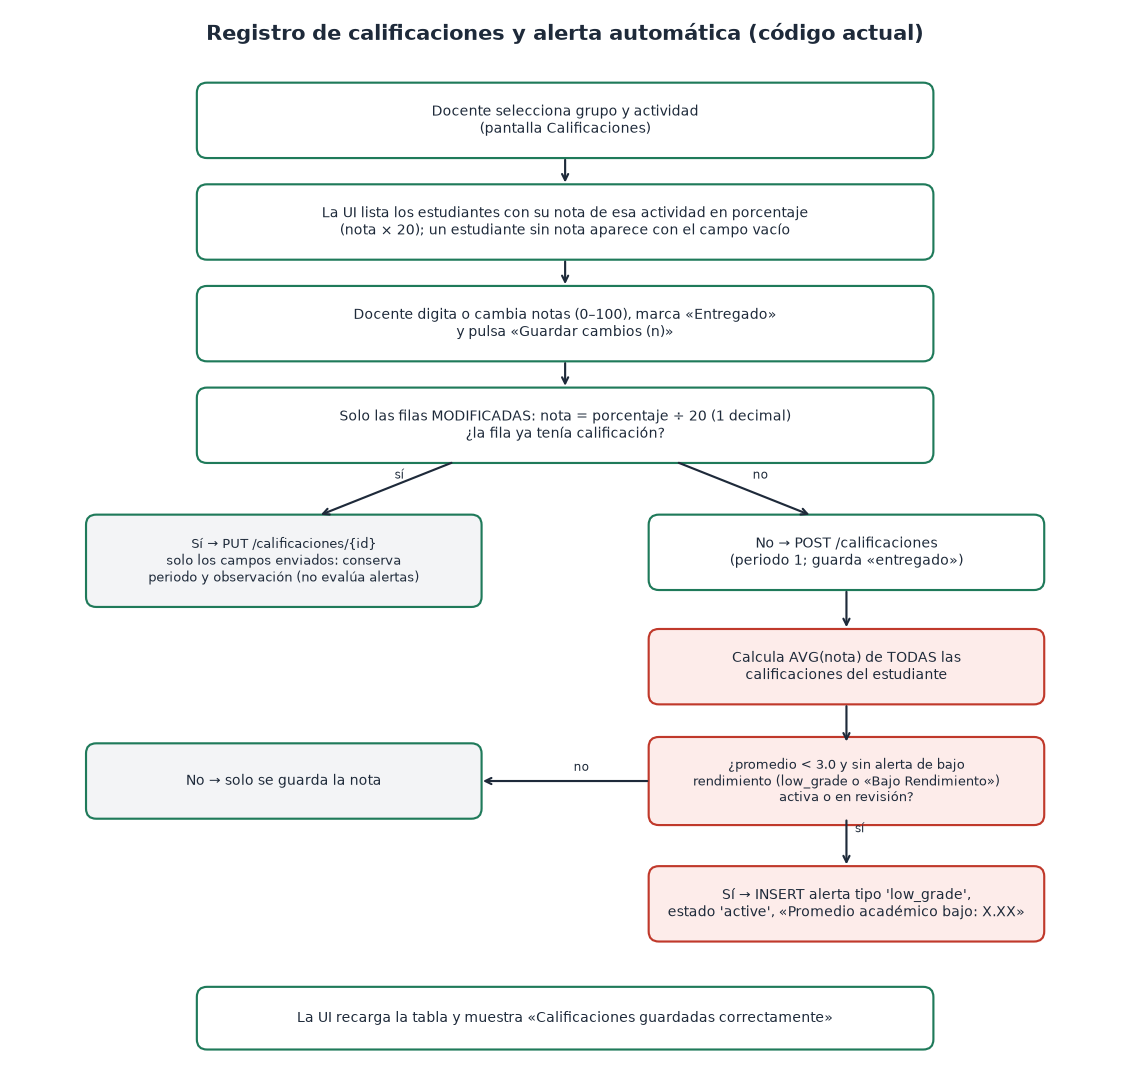 Registro de calificaciones y alerta automática (código actual)
Docente selecciona grupo y actividad
(pantalla Calificaciones)
La UI lista los estudiantes con su nota de esa actividad en porcentaje
(nota × 20); un estudiante sin nota aparece con el campo vacío
Docente digita o cambia notas (0–100), marca «Entregado»
y pulsa «Guardar cambios (n)»
Solo las filas MODIFICADAS: nota = porcentaje ÷ 20 (1 decimal)
¿la fila ya tenía calificación?
sí
no
Sí → PUT /calificaciones/{id}
solo los campos enviados: conserva
periodo y observación (no evalúa alertas)
No → POST /calificaciones
(periodo 1; guarda «entregado»)
Calcula AVG(nota) de TODAS las
calificaciones del estudiante
¿promedio < 3.0 y sin alerta de bajo
rendimiento (low_grade o «Bajo Rendimiento»)
activa o en revisión?
no
No → solo se guarda la nota
sí
Sí → INSERT alerta tipo 'low_grade',
estado 'active', «Promedio académico bajo: X.XX»
La UI recarga la tabla y muestra «Calificaciones guardadas correctamente»